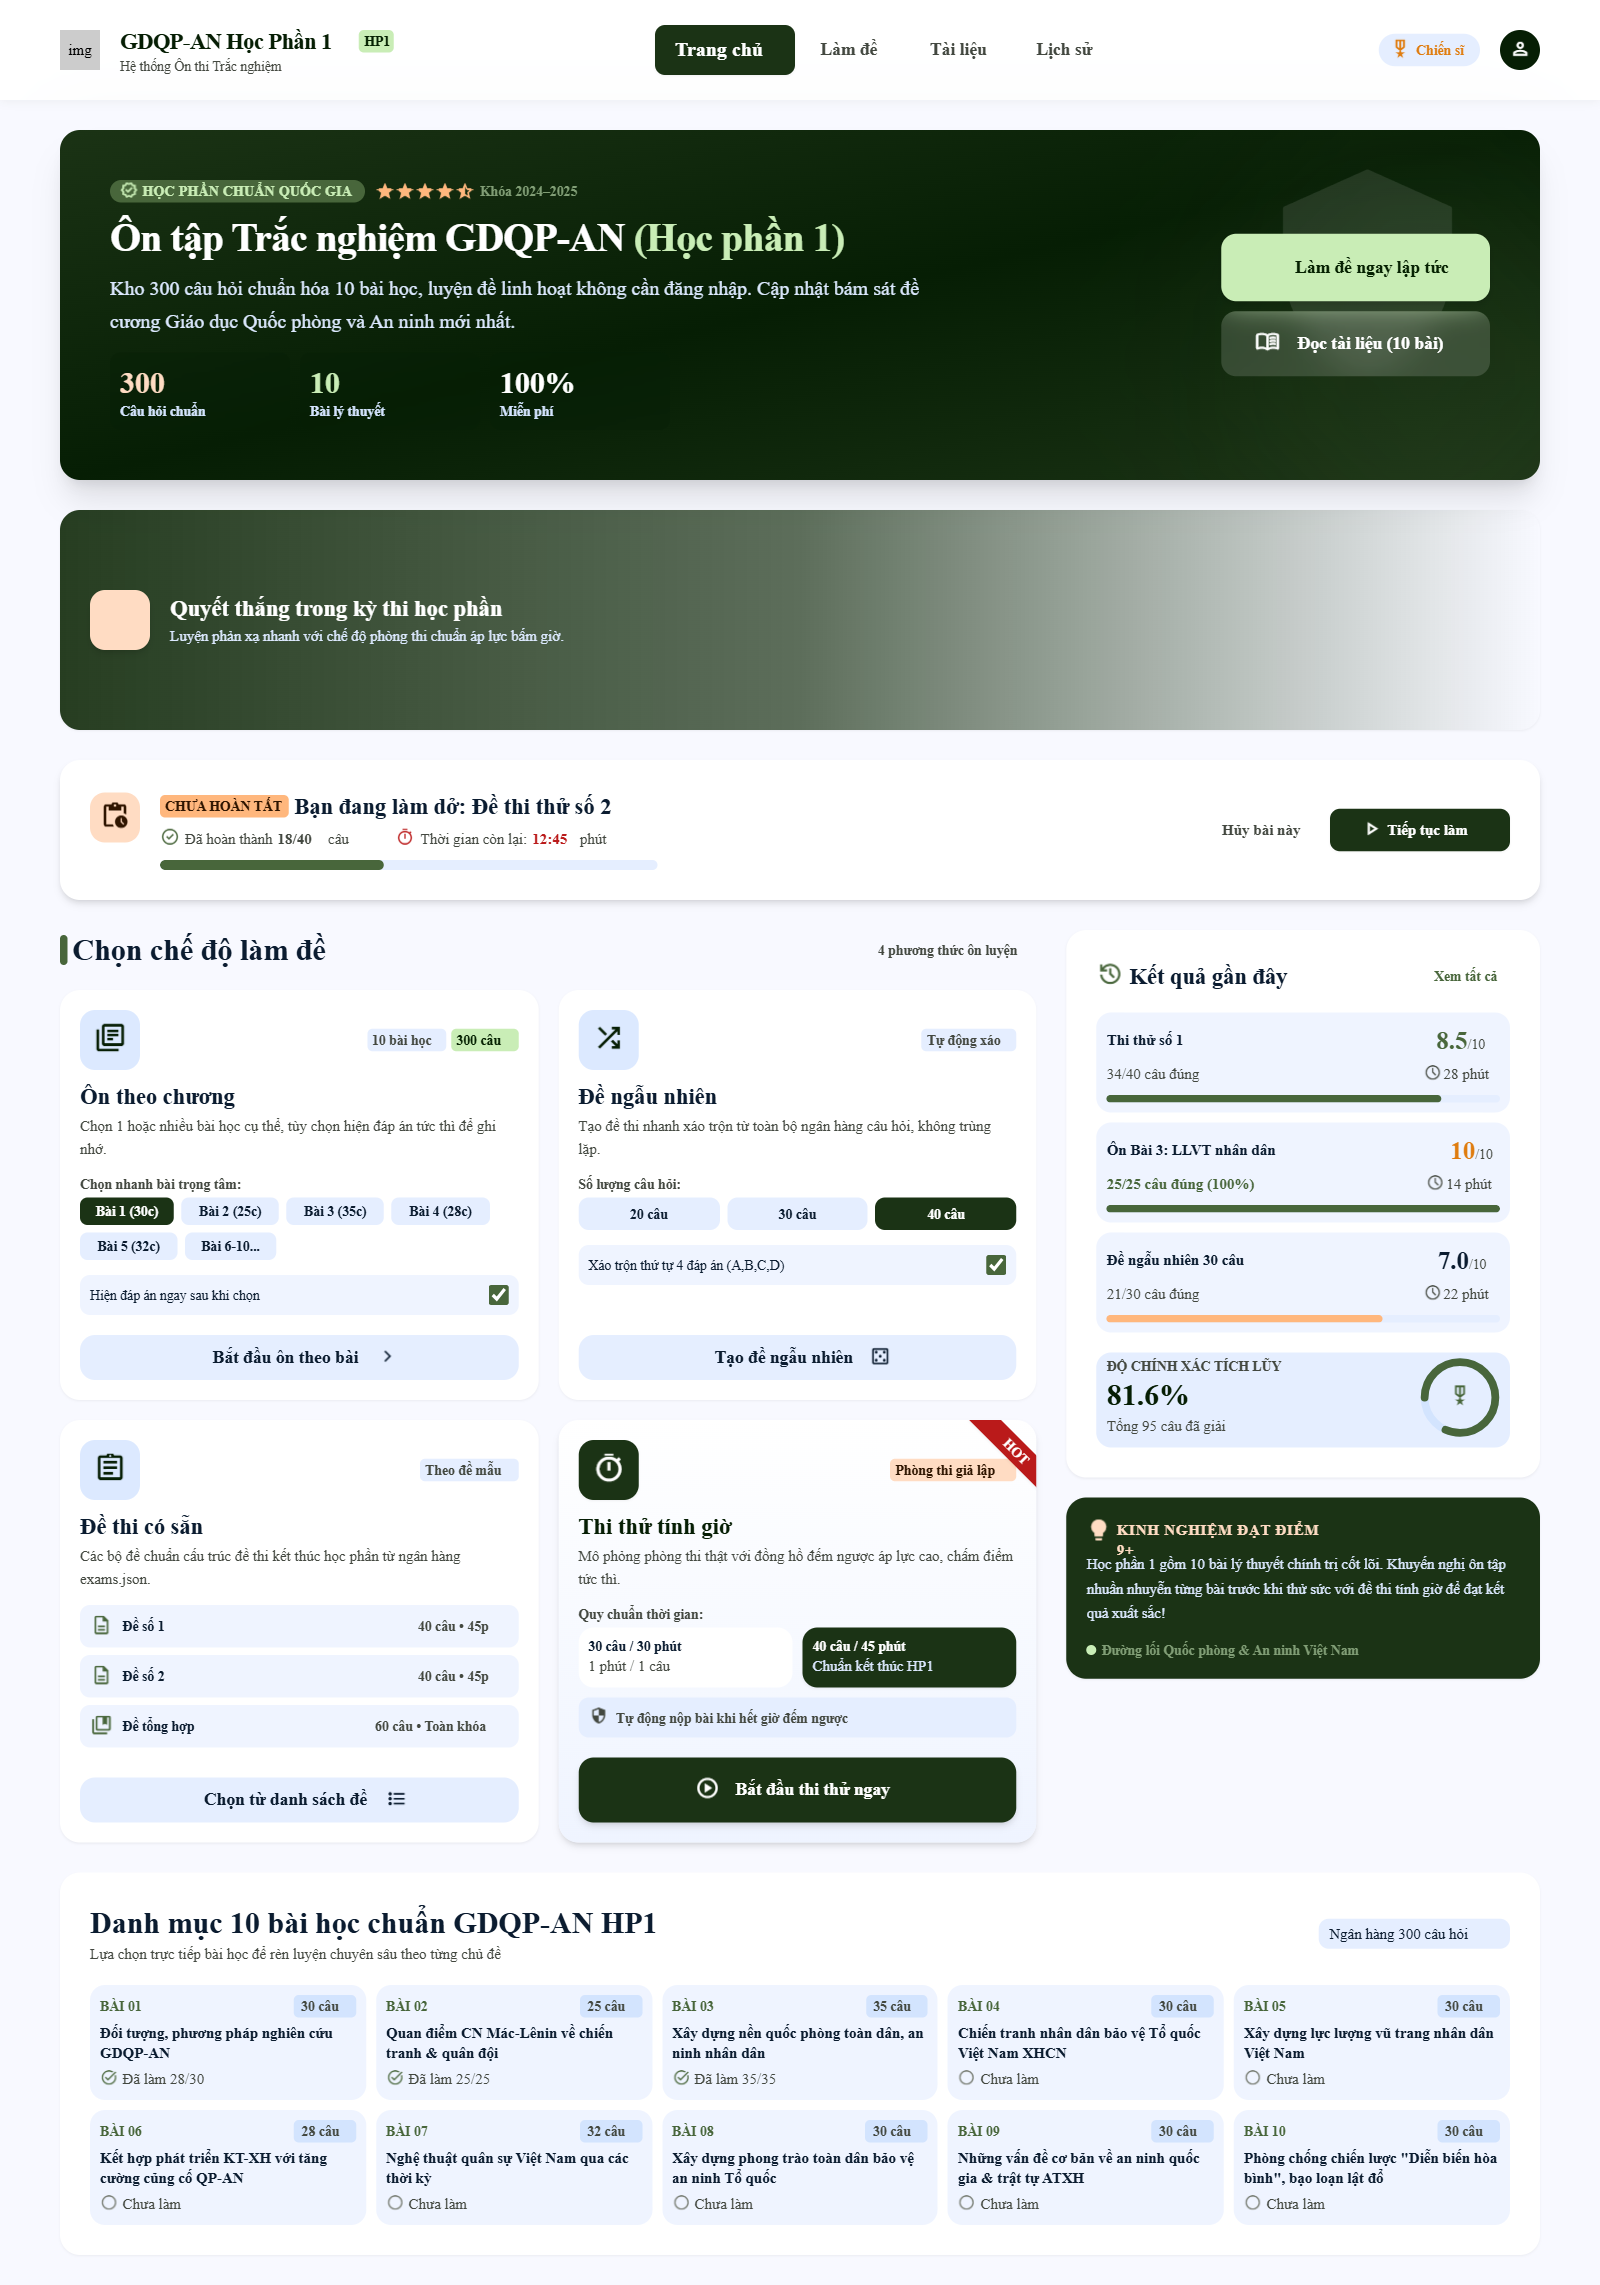 img
GDQP-AN Học Phần 1
HP1
Hệ thống Ôn thi Trắc nghiệm
Trang chủ
Làm đề
Tài liệu
Lịch sử
Chiến sĩ
HỌC PHẦN CHUẨN QUỐC GIA
Khóa 2024–2025
Ôn tập Trắc nghiệm GDQP-AN (Học phần 1)
Kho 300 câu hỏi chuẩn hóa 10 bài học, luyện đề linh hoạt không cần đăng nhập. Cập nhật bám sát đề
cương Giáo dục Quốc phòng và An ninh mới nhất.
300
Câu hỏi chuẩn
10
Bài lý thuyết
100%
Miễn phí
Làm đề ngay lập tức
Đọc tài liệu (10 bài)
Quyết thắng trong kỳ thi học phần
Luyện phản xạ nhanh với chế độ phòng thi chuẩn áp lực bấm giờ.
CHƯA HOÀN TẤT
Bạn đang làm dở: Đề thi thử số 2
Đã hoàn thành 18/40 câu
Thời gian còn lại: 12:45 phút
Hủy bài này
Tiếp tục làm
Chọn chế độ làm đề
4 phương thức ôn luyện
10 bài học
300 câu
Ôn theo chương
Chọn 1 hoặc nhiều bài học cụ thể, tùy chọn hiện đáp án tức thì để ghi
nhớ.
Chọn nhanh bài trọng tâm:
Bài 1 (30c)
Bài 2 (25c)
Bài 3 (35c)
Bài 4 (28c)
Bài 5 (32c)
Bài 6-10...
Hiện đáp án ngay sau khi chọn
Bắt đầu ôn theo bài
Tự động xáo
Đề ngẫu nhiên
Tạo đề thi nhanh xáo trộn từ toàn bộ ngân hàng câu hỏi, không trùng
lặp.
Số lượng câu hỏi:
20 câu
30 câu
40 câu
Xáo trộn thứ tự 4 đáp án (A,B,C,D)
Tạo đề ngẫu nhiên
Theo đề mẫu
Đề thi có sẵn
Các bộ đề chuẩn cấu trúc đề thi kết thúc học phần từ ngân hàng
exams.json.
Đề số 1
40 câu • 45p
Đề số 2
40 câu • 45p
Đề tổng hợp
60 câu • Toàn khóa
Chọn từ danh sách đề
HOT
Phòng thi giả lập
Thi thử tính giờ
Mô phỏng phòng thi thật với đồng hồ đếm ngược áp lực cao, chấm điểm
tức thì.
Quy chuẩn thời gian:
30 câu / 30 phút
1 phút / 1 câu
40 câu / 45 phút
Chuẩn kết thúc HP1
Tự động nộp bài khi hết giờ đếm ngược
Bắt đầu thi thử ngay
Kết quả gần đây
Xem tất cả
Thi thử số 1
8.5/10
34/40 câu đúng
28 phút
Ôn Bài 3: LLVT nhân dân
10/10
25/25 câu đúng (100%)
14 phút
Đề ngẫu nhiên 30 câu
7.0/10
21/30 câu đúng
22 phút
ĐỘ CHÍNH XÁC TÍCH LŨY
81.6%
Tổng 95 câu đã giải
KINH NGHIỆM ĐẠT ĐIỂM
9+
Học phần 1 gồm 10 bài lý thuyết chính trị cốt lõi. Khuyến nghị ôn tập
nhuần nhuyễn từng bài trước khi thử sức với đề thi tính giờ để đạt kết
quả xuất sắc!
Đường lối Quốc phòng & An ninh Việt Nam
Danh mục 10 bài học chuẩn GDQP-AN HP1
Lựa chọn trực tiếp bài học để rèn luyện chuyên sâu theo từng chủ đề
Ngân hàng 300 câu hỏi
BÀI 01
30 câu
Đối tượng, phương pháp nghiên cứu
GDQP-AN
Đã làm 28/30
BÀI 02
25 câu
Quan điểm CN Mác-Lênin về chiến
tranh & quân đội
Đã làm 25/25
BÀI 03
35 câu
Xây dựng nền quốc phòng toàn dân, an
ninh nhân dân
Đã làm 35/35
BÀI 04
30 câu
Chiến tranh nhân dân bảo vệ Tổ quốc
Việt Nam XHCN
Chưa làm
BÀI 05
30 câu
Xây dựng lực lượng vũ trang nhân dân
Việt Nam
Chưa làm
BÀI 06
28 câu
Kết hợp phát triển KT-XH với tăng
cường củng cố QP-AN
Chưa làm
BÀI 07
32 câu
Nghệ thuật quân sự Việt Nam qua các
thời kỳ
Chưa làm
BÀI 08
30 câu
Xây dựng phong trào toàn dân bảo vệ
an ninh Tổ quốc
Chưa làm
BÀI 09
30 câu
Những vấn đề cơ bản về an ninh quốc
gia & trật tự ATXH
Chưa làm
BÀI 10
30 câu
Phòng chống chiến lược "Diễn biến hòa
bình", bạo loạn lật đổ
Chưa làm